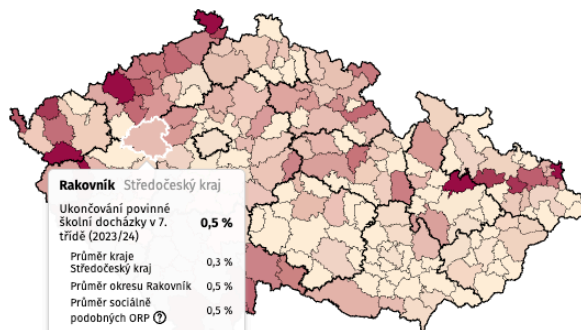 Rakovník Středočeský kraj
Ukončování povinné
školní docházky v 7.
třídě (2023/24)
0,5 %
Průměr kraje
Středočeský kraj
0,3 %
Průměr okresu Rakovník 0,5 %
Průměr sociálně
podobných ORP ?
0,5 %